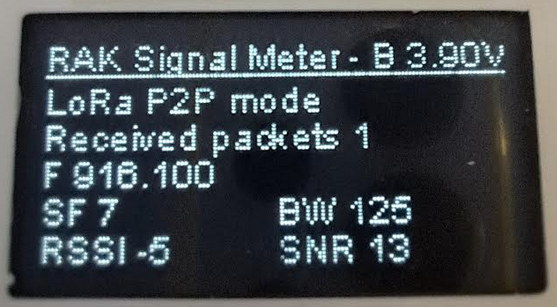 RAK Signal Meter - B 3.90V
LoRa P2P mode
Received packets 1
F 916.100
SF 7 BW 125
RSSI -5 SNR 13